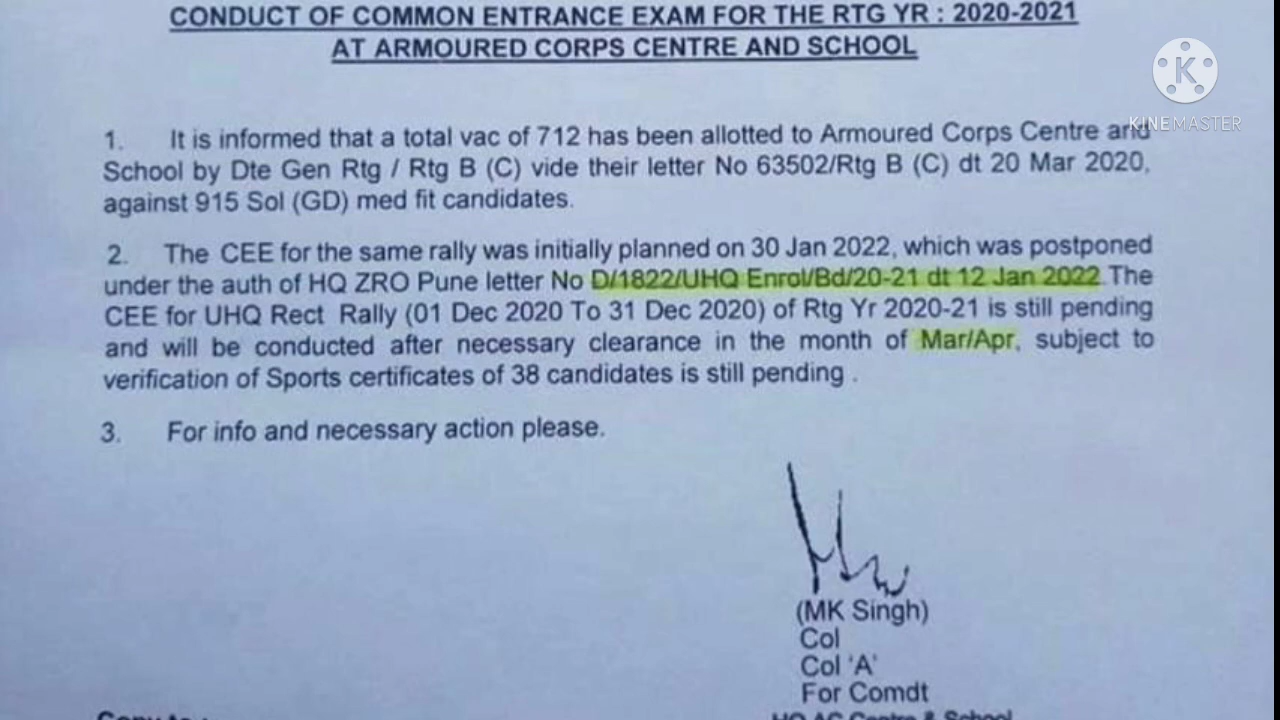 CONDUCT OF COMMON ENTRANCE EXAM FOR THE RTG YR : 2020-2021
AT ARMOURED CORPS CENTRE AND SCHOOL
K
KINEMASTER
1. It is informed that a total vac of 712 has been allotted to Armoured Corps Centre and
School by Dte Gen Rtg / Rtg B (C) vide their letter No 63502/Rtg B (C) dt 20 Mar 2020,
against 915 Sol (GD) med fit candidates.
2. The CEE for the same rally was initially planned on 30 Jan 2022, which was postponed
under the auth of HQ ZRO Pune letter No D/1822/UHQ Enrol/Bd/20-21 dt 12 Jan 2022.The
CEE for UHQ Rect Rally (01 Dec 2020 To 31 Dec 2020) of Rtg Yr 2020-21 is still pending
and will be conducted after necessary clearance in the month of Mar/Apr, subject to
verification of Sports certificates of 38 candidates is still pending .
3. For info and necessary action please.
(MK Singh)
Col
Col 'A'
For Comdt
HQ AC Centre & School
Copy to :